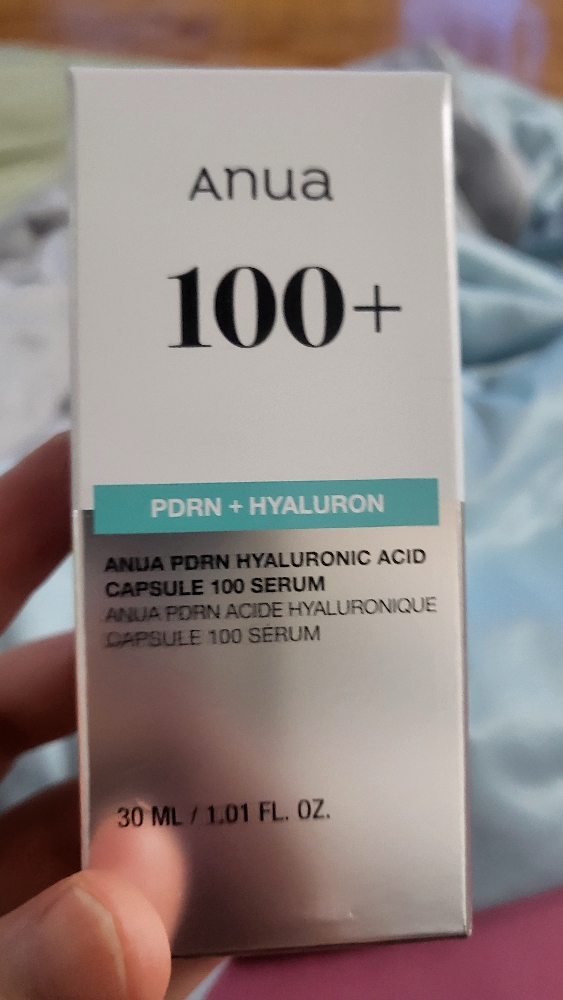 Anua
100+
PDRN + HYALURON
ANUA PDRN HYALURONIC ACID
CAPSULE 100 SERUM
ANUA PDRN ACIDE HYALURONIQUE
CAPSULE 100 SÉRUM
30 ML / 1.01 FL. OZ.